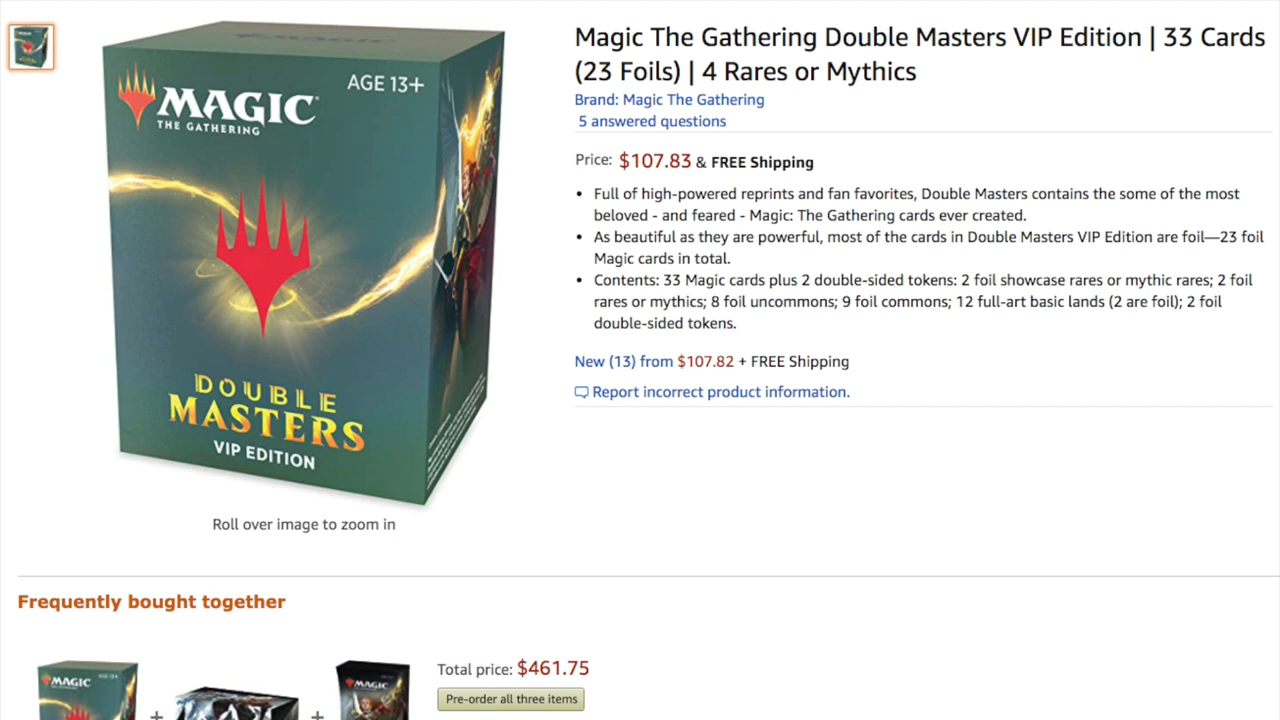 AGE 13+
MAGIC
THE GATHERING
DOUBLE
MASTERS
VIP EDITION
Roll over image to zoom in
Magic The Gathering Double Masters VIP Edition | 33 Cards
(23 Foils) | 4 Rares or Mythics
Brand: Magic The Gathering
5 answered questions
Price: $107.83 & FREE Shipping
• Full of high-powered reprints and fan favorites, Double Masters contains the some of the most
beloved - and feared - Magic: The Gathering cards ever created.
• As beautiful as they are powerful, most of the cards in Double Masters VIP Edition are foil—23 foil
Magic cards in total.
• Contents: 33 Magic cards plus 2 double-sided tokens: 2 foil showcase rares or mythic rares; 2 foil
rares or mythics; 8 foil uncommons; 9 foil commons; 12 full-art basic lands (2 are foil); 2 foil
double-sided tokens.
New (13) from $107.82 + FREE Shipping
Report incorrect product information.
Frequently bought together
MAGIC
+
+
MAGIC
Total price: $461.75
Pre-order all three items